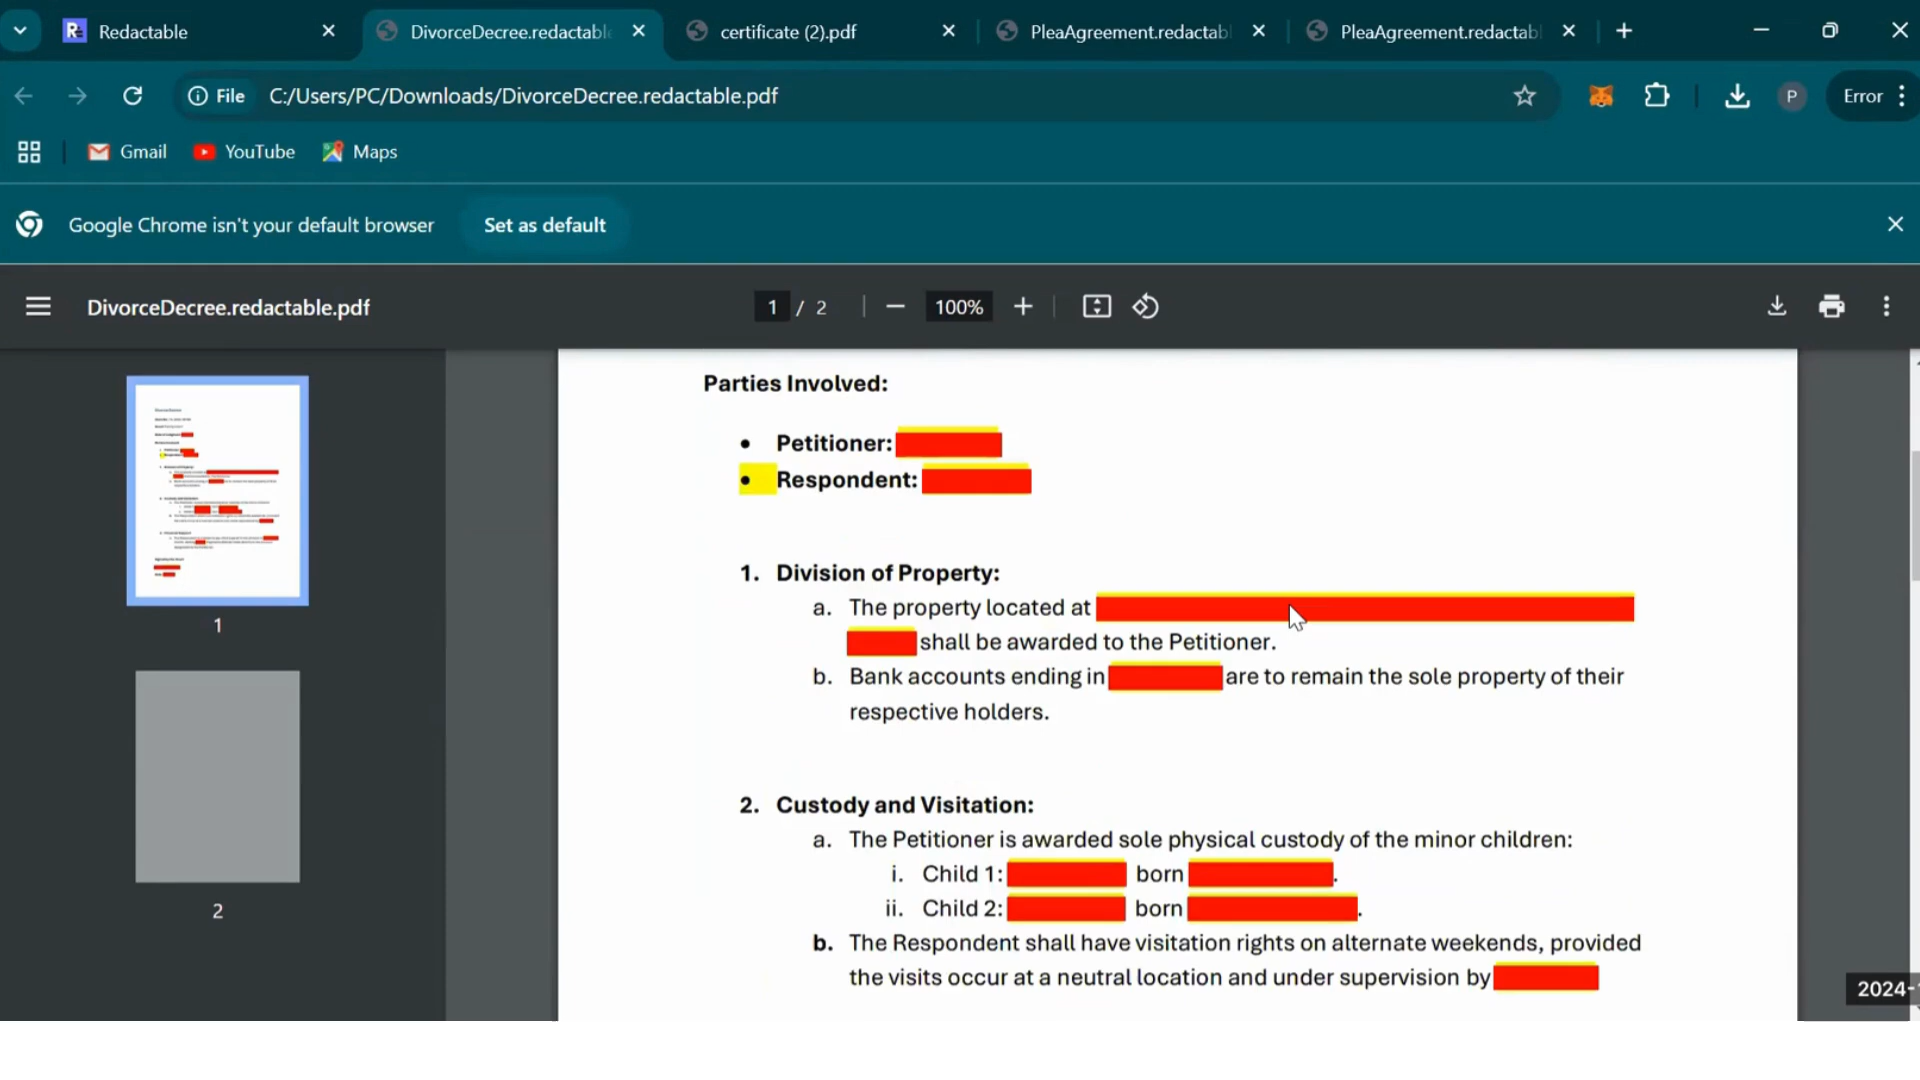 Redactable
DivorceDecree.redactabl
certificate (2).pdf
PleaAgreement.redactab
PleaAgreement.redactab
File
C:/Users/PC/Downloads/DivorceDecree.redactable.pdf
P
Error
Gmail
YouTube
Maps
Google Chrome isn't your default browser
Set as default
DivorceDecree.redactable.pdf
1 / 2
100%
1
2
Parties Involved:
• Petitioner:
• Respondent:
1. Division of Property:
a. The property located at
shall be awarded to the Petitioner.
b. Bank accounts ending in are to remain the sole property of their
respective holders.
2. Custody and Visitation:
a. The Petitioner is awarded sole physical custody of the minor children:
i. Child 1: born .
ii. Child 2: born .
b. The Respondent shall have visitation rights on alternate weekends, provided
the visits occur at a neutral location and under supervision by
2024-